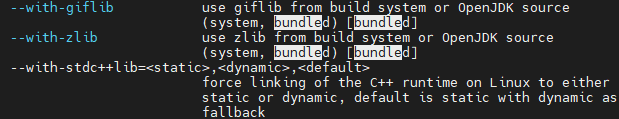 --with-giflib           use giflib from build system or OpenJDK source
                        (system, bundled) [bundled]
--with-zlib             use zlib from build system or OpenJDK source
                        (system, bundled) [bundled]
--with-stdc++lib=<static>,<dynamic>,<default>
                        force linking of the C++ runtime on Linux to either
                        static or dynamic, default is static with dynamic as
                        fallback